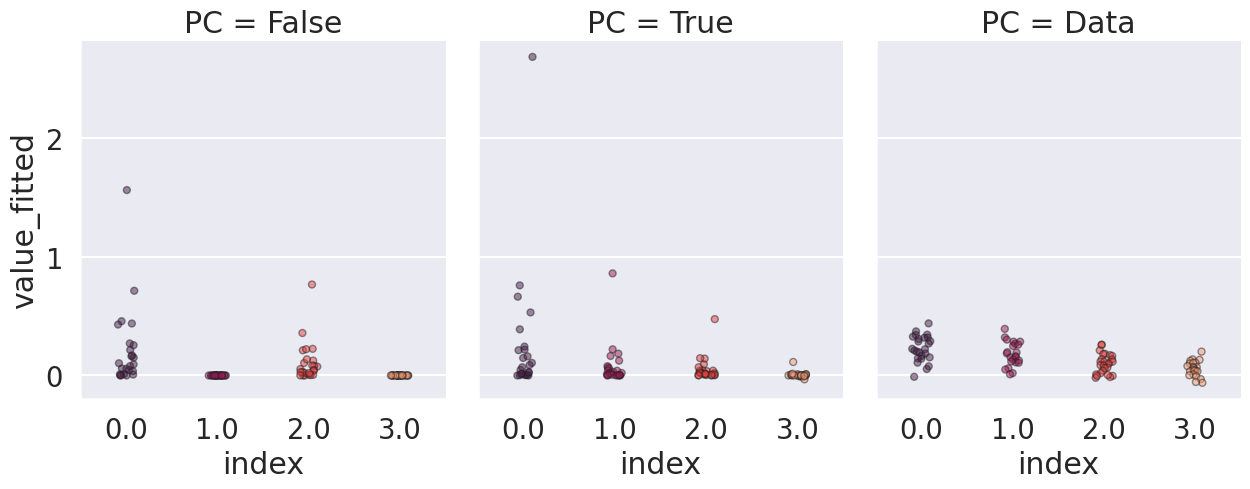 PC = False PC = True PC = Data
value_fitted
2
1
0
0.0 1.0 2.0 3.0 0.0 1.0 2.0 3.0 0.0 1.0 2.0 3.0
index index index